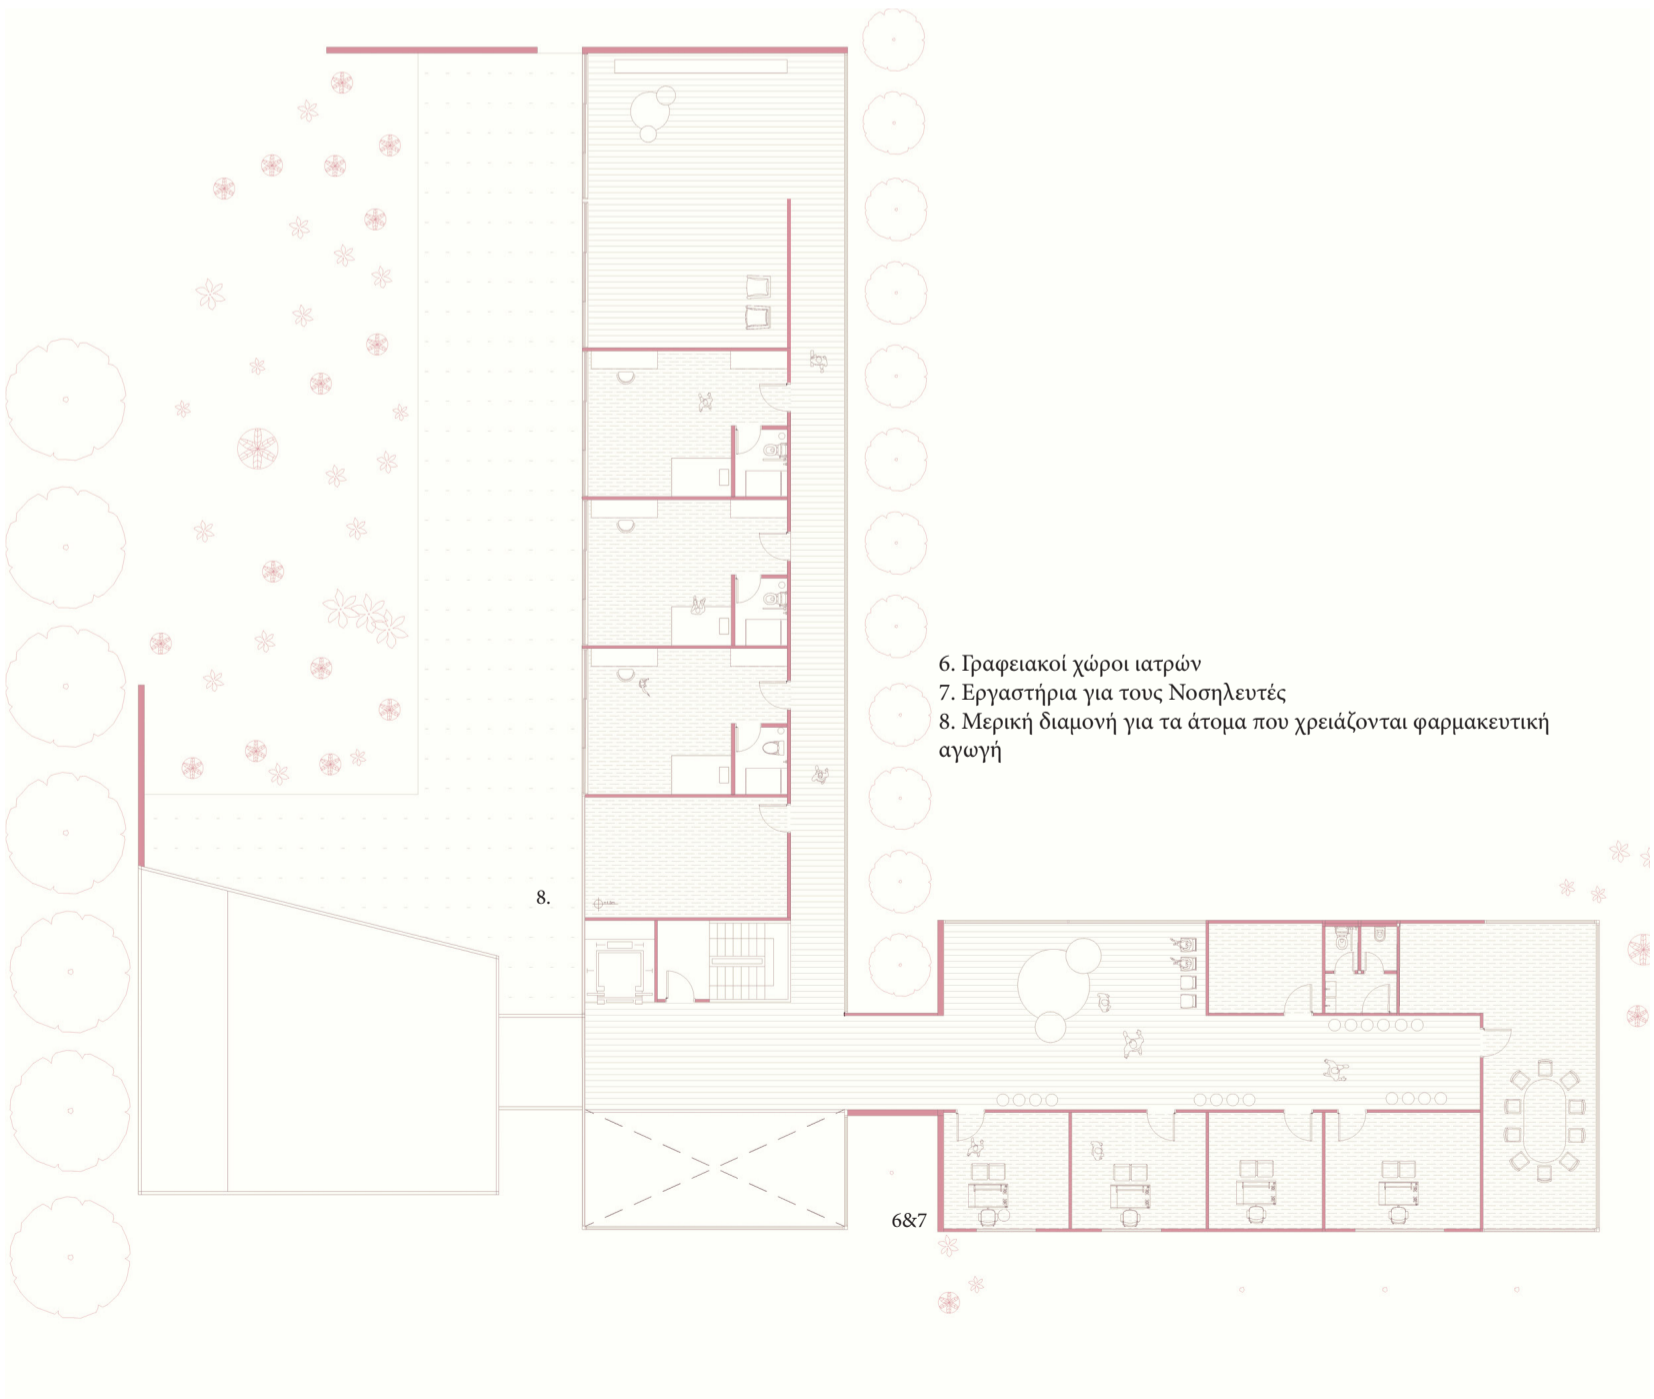 6. Γραφειακοί χώροι ιατρών
7. Εργαστήρια για τους Νοσηλευτές
8. Μερική διαμονή για τα άτομα που χρειάζονται φαρμακευτική
αγωγή
8.
6&7